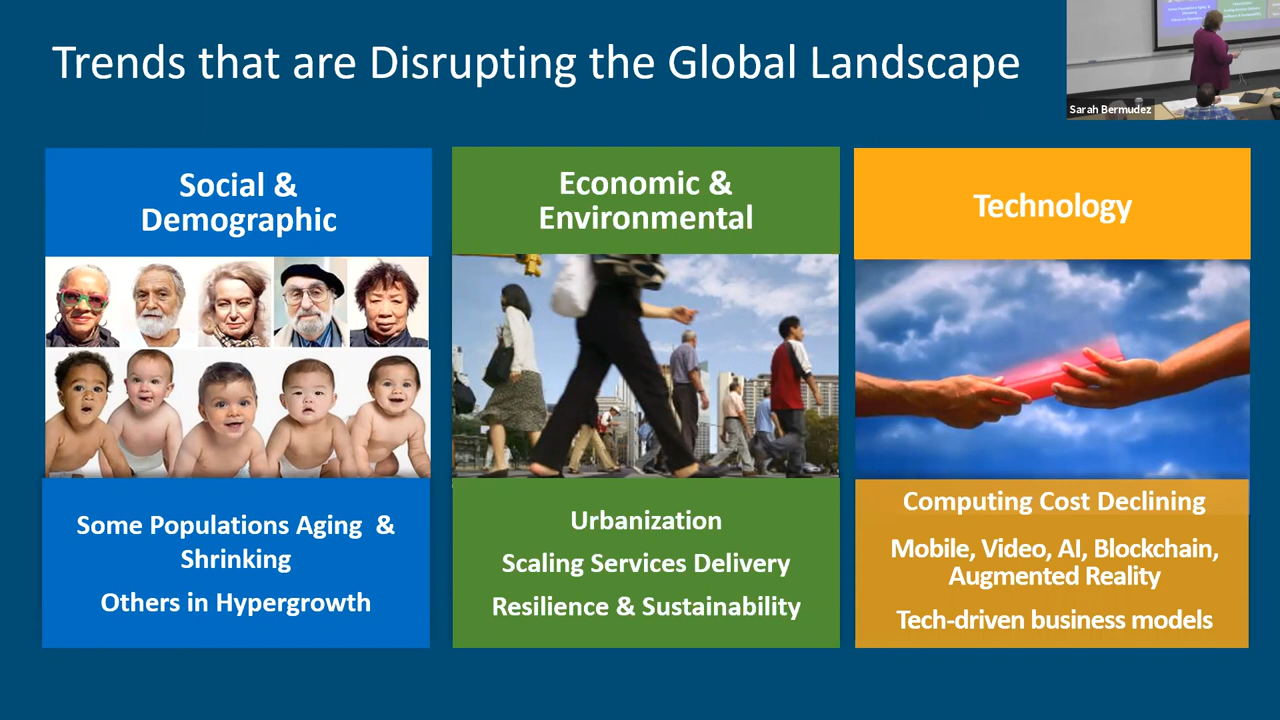 Trends that are Disrupting the Global Landscape
Sarah Bermudez
Social &
Demographic
Some Populations Aging &
Shrinking
Others in Hypergrowth
Economic &
Environmental
Urbanization
Scaling Services Delivery
Resilience & Sustainability
Technology
Computing Cost Declining
Mobile, Video, AI, Blockchain,
Augmented Reality
Tech-driven business models